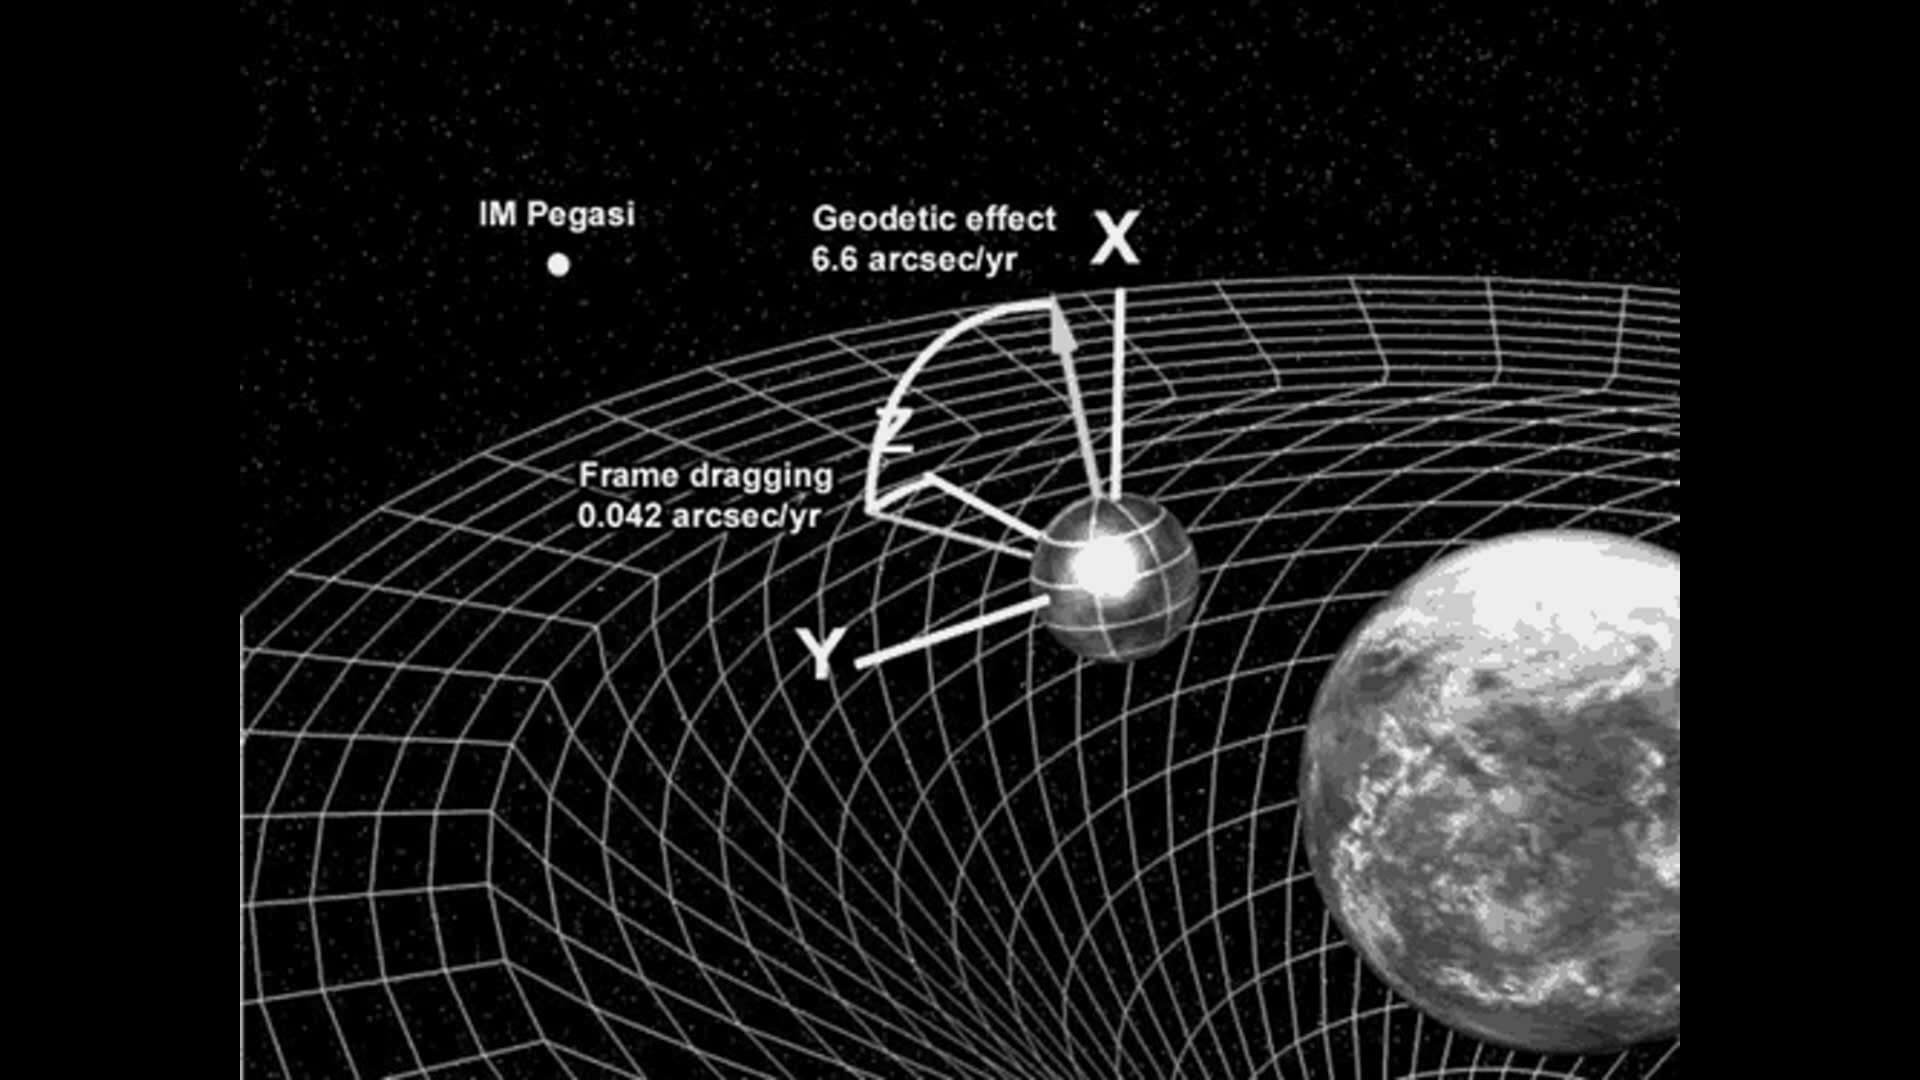 IM Pegasi
Geodetic effect
6.6 arcsec/yr
X
Z
Frame dragging
0.042 arcsec/yr
Y